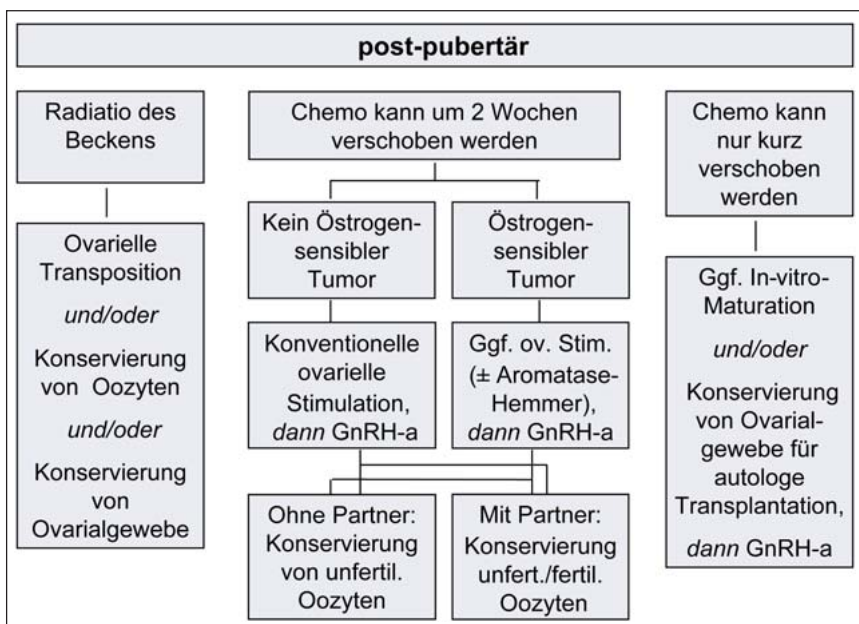 post-pubertär
Radiatio des
Beckens
Ovarielle
Transposition
und/oder
Konservierung
von Oozyten
und/oder
Konservierung
von
Ovarialgewebe
Chemo kann um 2 Wochen
verschoben werden
Kein Östrogen-
sensibler
Tumor
Östrogen-
sensibler
Tumor
Konventionelle
ovarielle
Stimulation,
dann GnRH-a
Ggf. ov. Stim.
(± Aromatase-
Hemmer),
dann GnRH-a
Ohne Partner:
Konservierung
von unfertil.
Oozyten
Mit Partner:
Konservierung
unfert./fertil.
Oozyten
Chemo kann
nur kurz
verschoben
werden
Ggf. In-vitro-
Maturation
und/oder
Konservierung
von Ovarial-
gewebe für
autologe
Transplantation,
dann GnRH-a